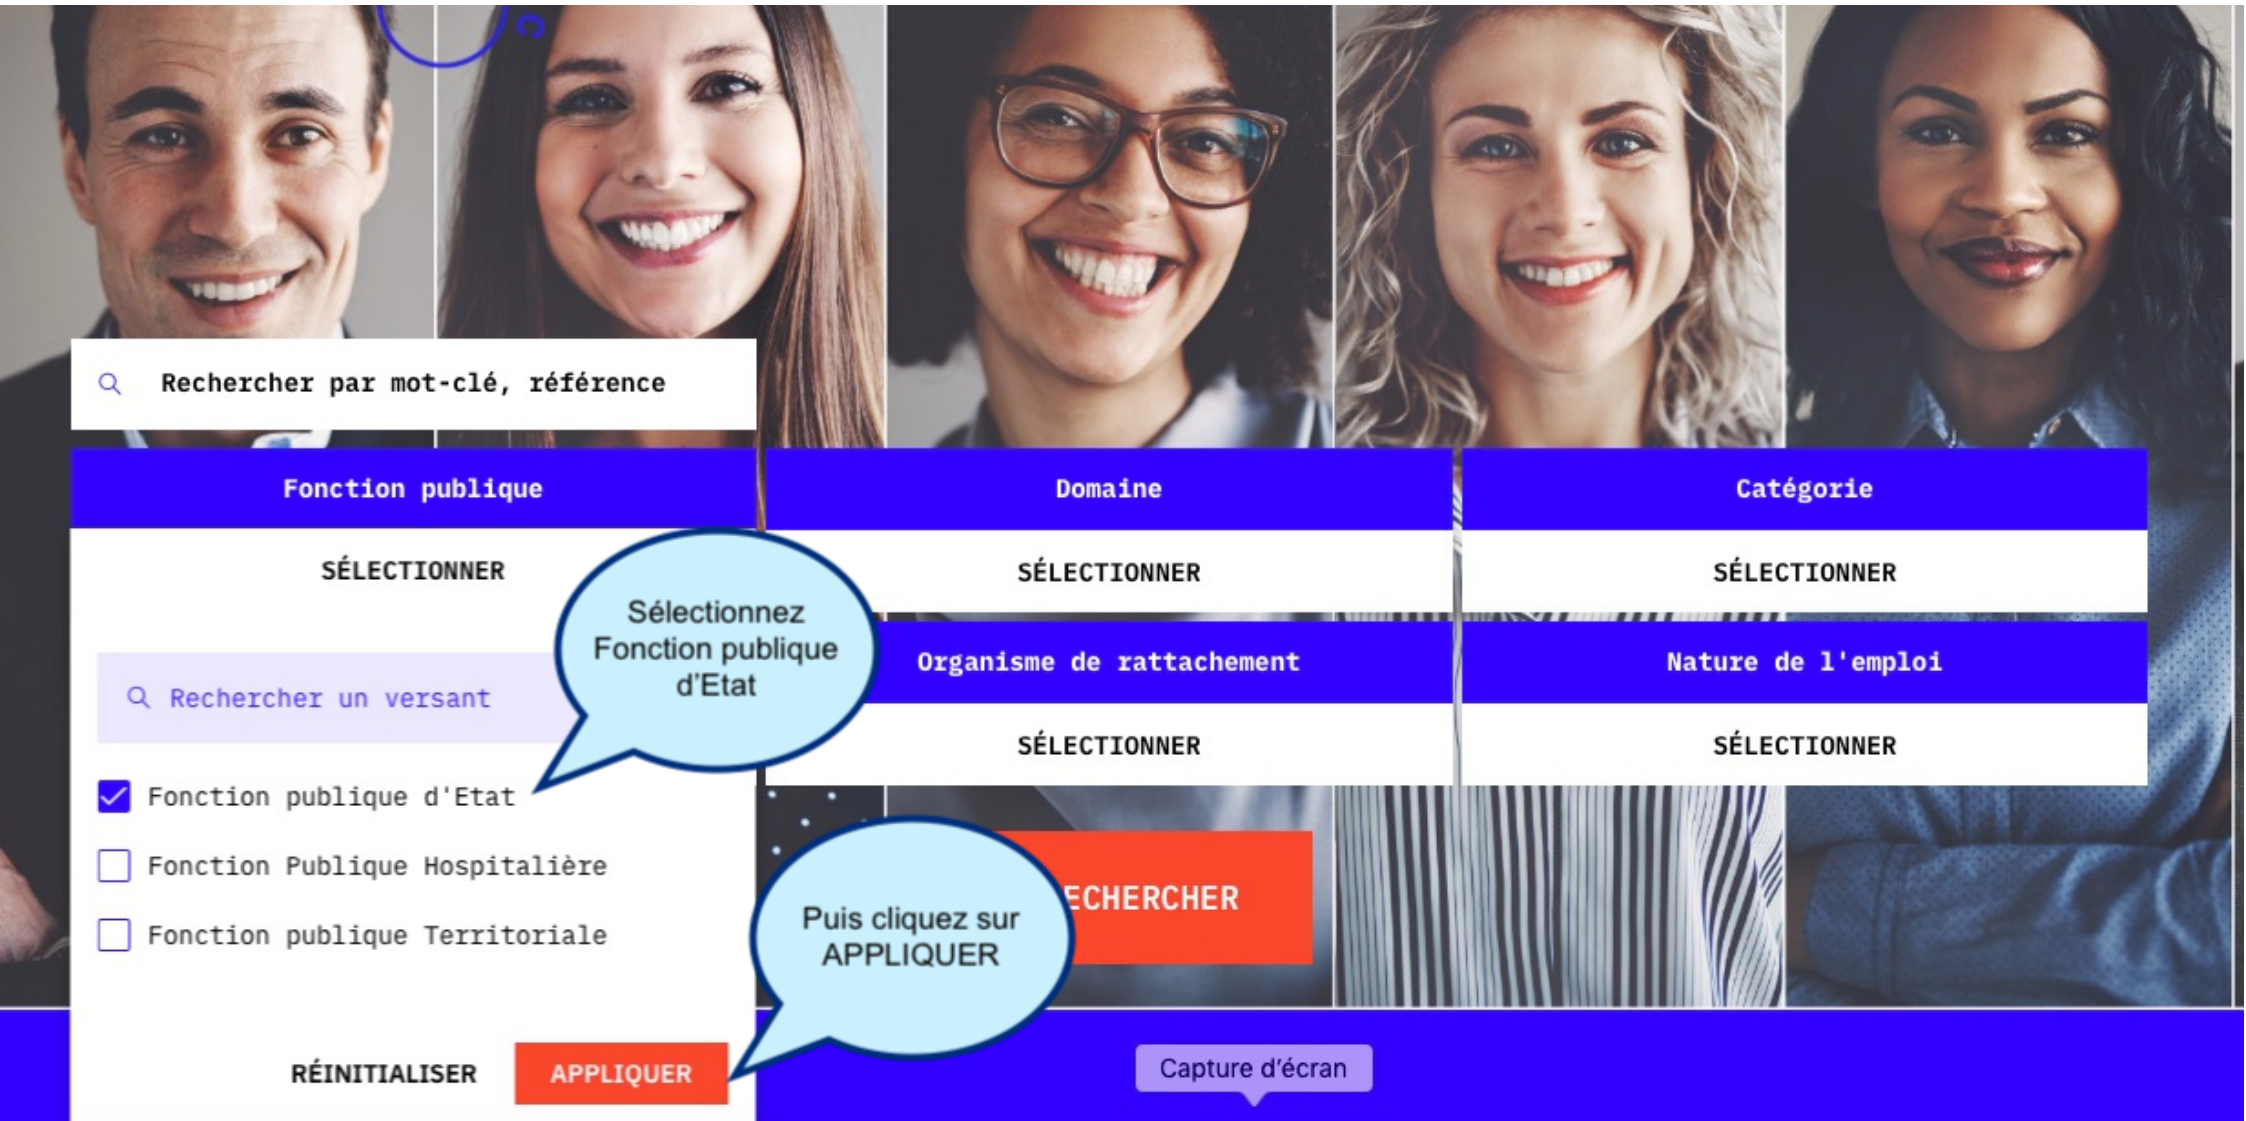 Rechercher par mot-clé, référence
Fonction publique
Domaine
Catégorie
SÉLECTIONNER
SÉLECTIONNER
SÉLECTIONNER
Sélectionnez
Fonction publique
d’Etat
Organisme de rattachement
Nature de l'emploi
Rechercher un versant
SÉLECTIONNER
SÉLECTIONNER
Fonction publique d'Etat
Fonction Publique Hospitalière
Fonction publique Territoriale
ECHERCHER
Puis cliquez sur
APPLIQUER
RÉINITIALISER
APPLIQUER
Capture d’écran